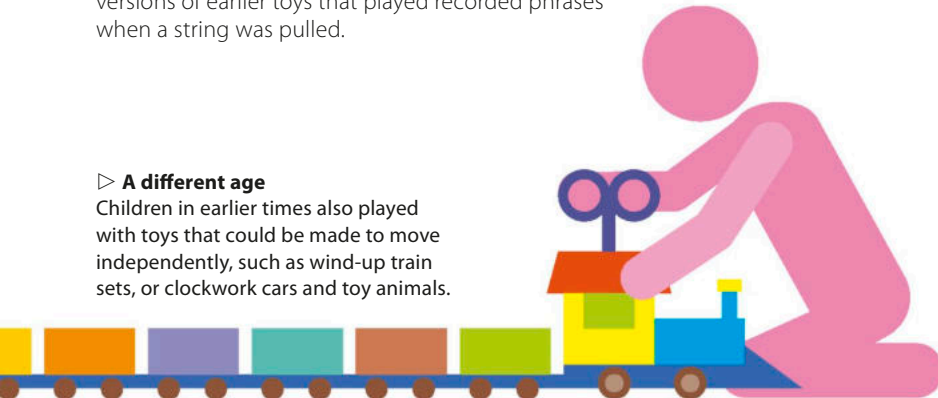 versions of earlier toys that played recorded phrases
when a string was pulled.
▷ A different age
Children in earlier times also played
with toys that could be made to move
independently, such as wind-up train
sets, or clockwork cars and toy animals.